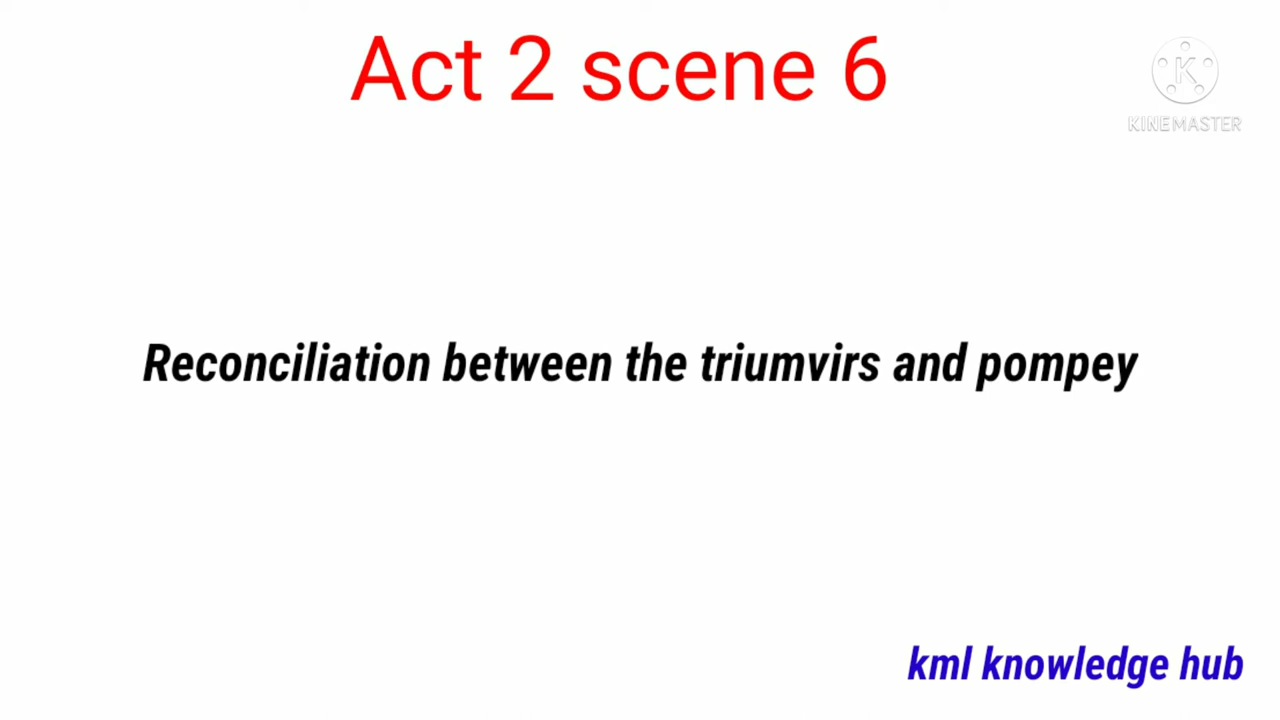 Act 2 scene 6
K
KINEMASTER
Reconciliation between the triumvirs and pompey
kml knowledge hub